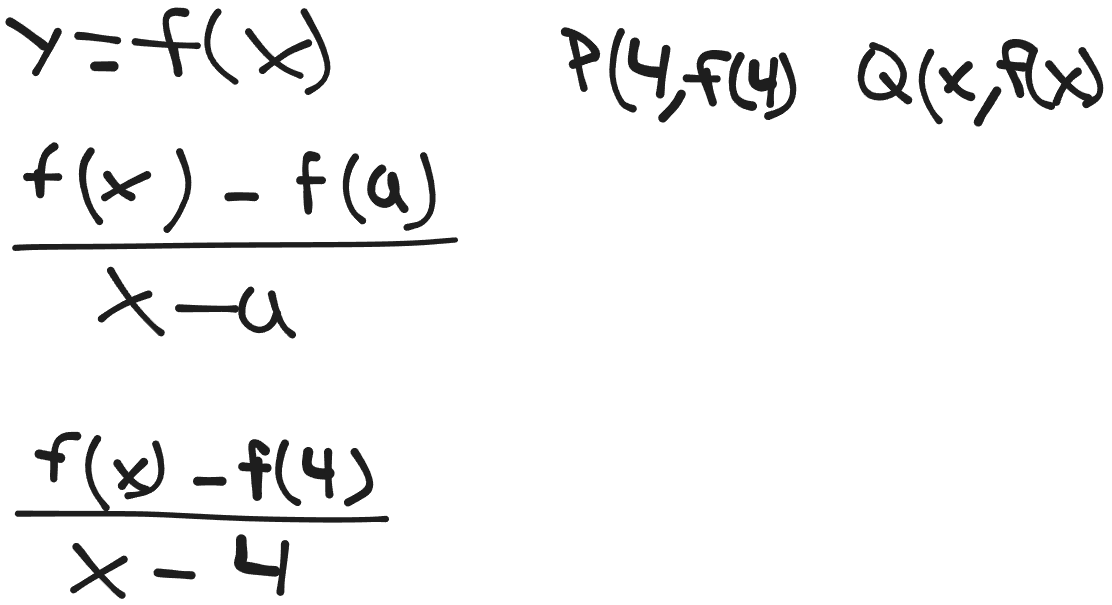 y = f(x)
P(4, f(4) Q(x, f(x)
f(x) - f(a)
x - a
f(x) - f(4)
x - 4